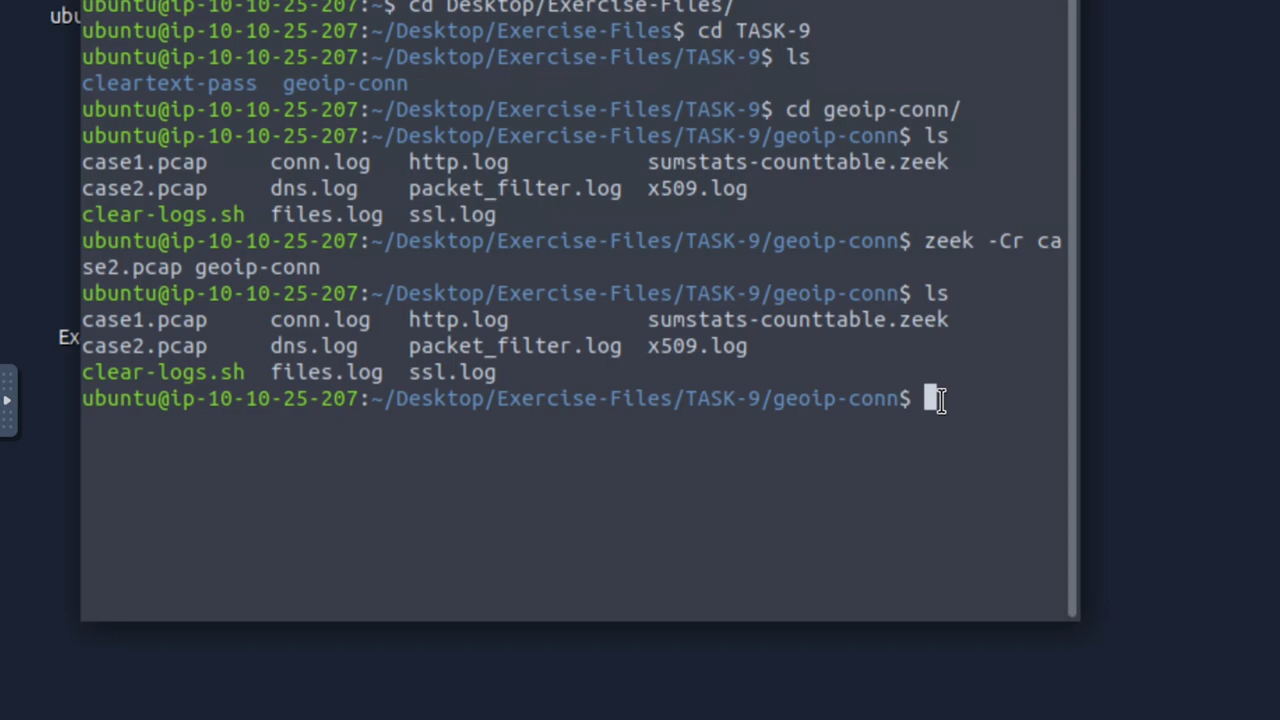 ubuntu@ip-10-10-25-207:~$ cd Desktop/Exercise-Files/
ubu
ubuntu@ip-10-10-25-207:~/Desktop/Exercise-Files$ cd TASK-9
ubuntu@ip-10-10-25-207:~/Desktop/Exercise-Files/TASK-9$ ls
cleartext-pass  geoip-conn
ubuntu@ip-10-10-25-207:~/Desktop/Exercise-Files/TASK-9$ cd geoip-conn/
ubuntu@ip-10-10-25-207:~/Desktop/Exercise-Files/TASK-9/geoip-conn$ ls
case1.pcap     conn.log   http.log           sumstats-counttable.zeek
case2.pcap     dns.log    packet_filter.log  x509.log
clear-logs.sh  files.log  ssl.log
ubuntu@ip-10-10-25-207:~/Desktop/Exercise-Files/TASK-9/geoip-conn$ zeek -Cr ca
se2.pcap geoip-conn
ubuntu@ip-10-10-25-207:~/Desktop/Exercise-Files/TASK-9/geoip-conn$ ls
case1.pcap     conn.log   http.log           sumstats-counttable.zeek
Ex
case2.pcap     dns.log    packet_filter.log  x509.log
clear-logs.sh  files.log  ssl.log
ubuntu@ip-10-10-25-207:~/Desktop/Exercise-Files/TASK-9/geoip-conn$